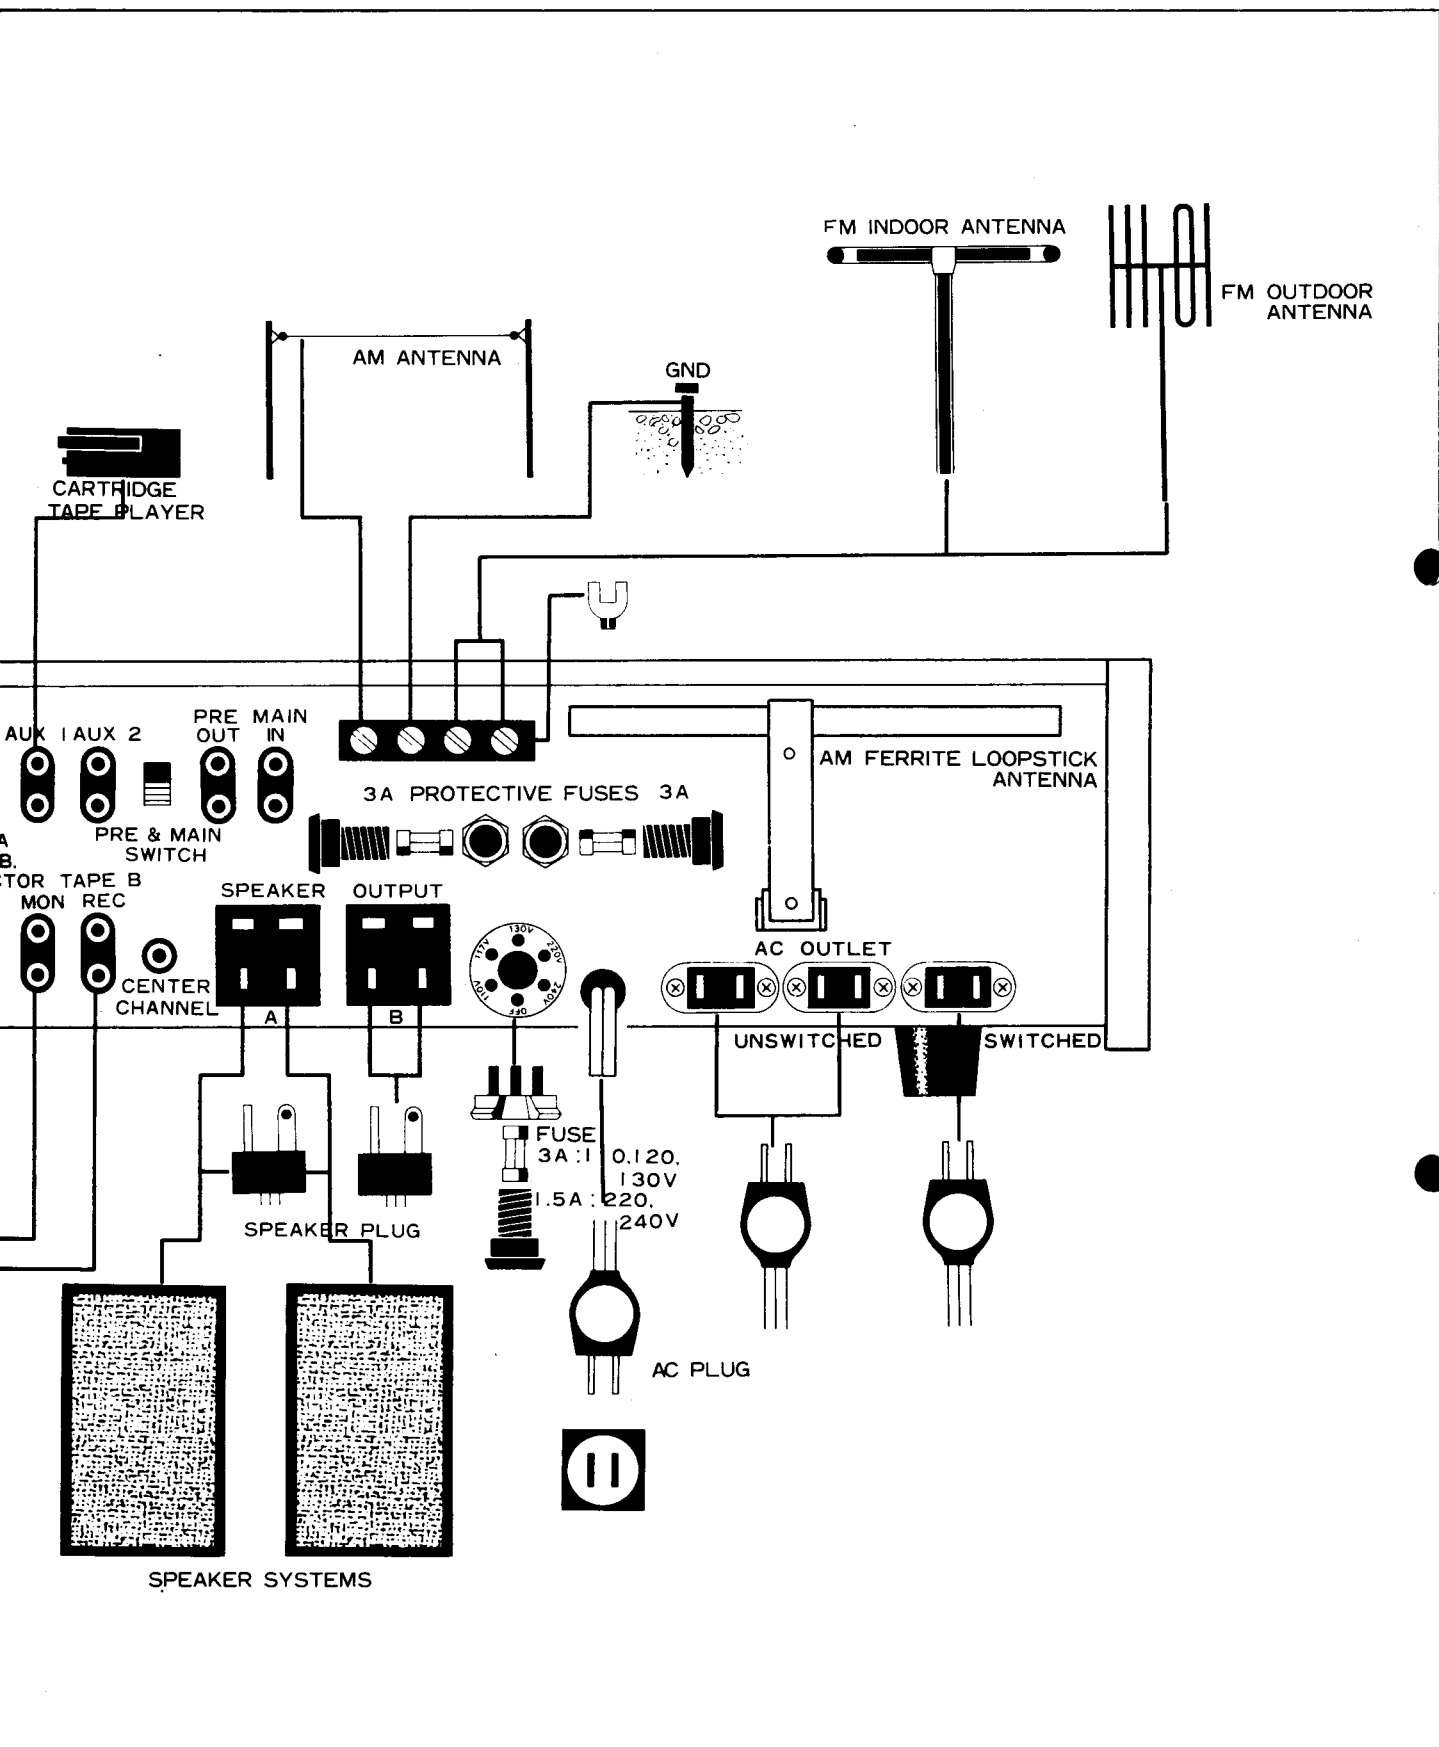 FM INDOOR ANTENNA
FM OUTDOOR
ANTENNA
AM ANTENNA
GND
CARTRIDGE
TAPE PLAYER
AUX 1 AUX 2
PRE MAIN
OUT IN
AM FERRITE LOOPSTICK
ANTENNA
3A PROTECTIVE FUSES 3A
PRE & MAIN
SWITCH
A
B.
TOR TAPE B
MON REC
SPEAKER OUTPUT
CENTER
CHANNEL
A B
110V 117V 130V 220V 240V OFF
AC OUTLET
UNSWITCHED SWITCHED
FUSE
3A:1 0,120,
130V
1.5A:220,
240V
SPEAKER PLUG
AC PLUG
SPEAKER SYSTEMS